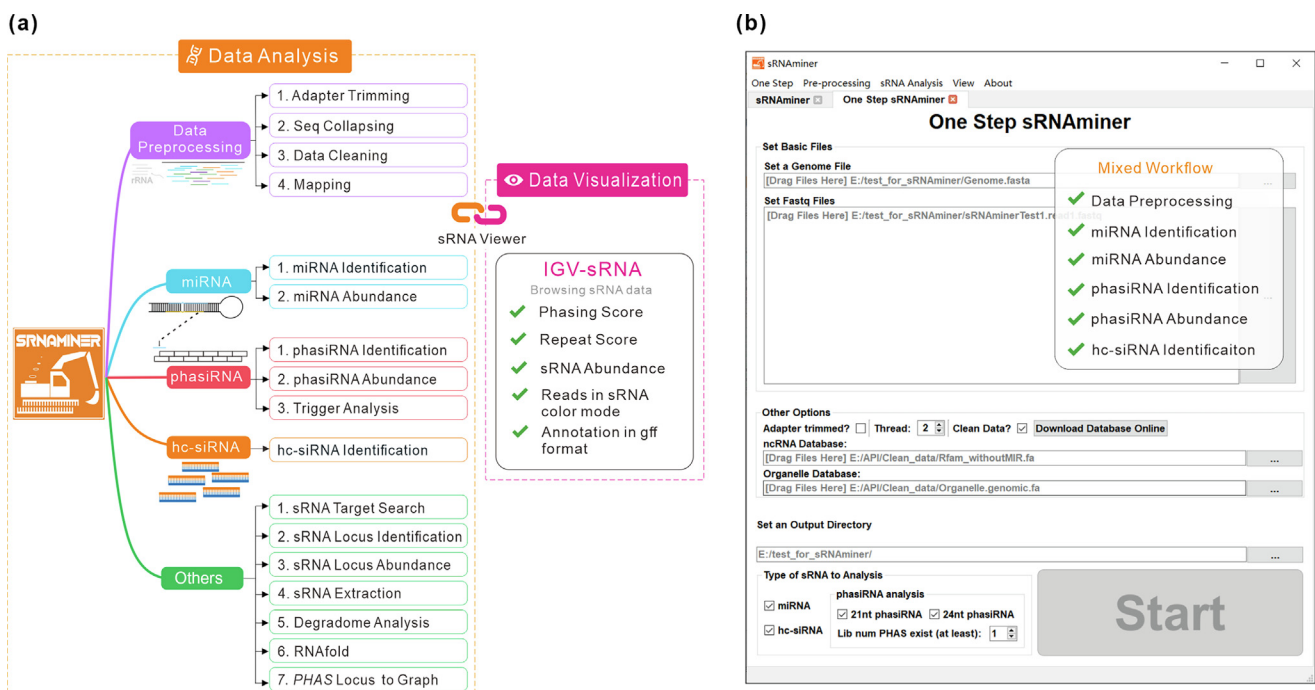 (a)
Data Analysis
Data
Preprocessing
rRNA
1. Adapter Trimming
2. Seq Collapsing
3. Data Cleaning
4. Mapping
Data Visualization
sRNA Viewer
miRNA
1. miRNA Identification
2. miRNA Abundance
IGV-sRNA
Browsing sRNA data
Phasing Score
Repeat Score
sRNA Abundance
Reads in sRNA
color mode
Annotation in gff
format
SRNAMINER
phasiRNA
1. phasiRNA Identification
2. phasiRNA Abundance
3. Trigger Analysis
hc-siRNA
hc-siRNA Identification
Others
1. sRNA Target Search
2. sRNA Locus Identification
3. sRNA Locus Abundance
4. sRNA Extraction
5. Degradome Analysis
6. RNAfold
7. PHAS Locus to Graph
(b)
sRNAminer
One Step Pre-processing sRNA Analysis View About
sRNAminer One Step sRNAminer
One Step sRNAminer
Set Basic Files
Set a Genome File
[Drag Files Here] E:/test_for_sRNAminer/Genome.fasta
...
Set Fastq Files
[Drag Files Here] E:/test_for_sRNAminer/sRNAminerTest1.read1.fastq
...
Mixed Workflow
Data Preprocessing
miRNA Identification
miRNA Abundance
phasiRNA Identification
phasiRNA Abundance
hc-siRNA Identificaiton
Other Options
Adapter trimmed? Thread: 2 Clean Data? Download Database Online
ncRNA Database:
[Drag Files Here] E:/API/Clean_data/Rfam_withoutMIR.fa ...
Organelle Database:
[Drag Files Here] E:/API/Clean_data/Organelle.genomic.fa ...
Set an Output Directory
E:/test_for_sRNAminer/ ...
Type of sRNA to Analysis
miRNA
hc-siRNA
phasiRNA analysis
21nt phasiRNA 24nt phasiRNA
Lib num PHAS exist (at least): 1
Start